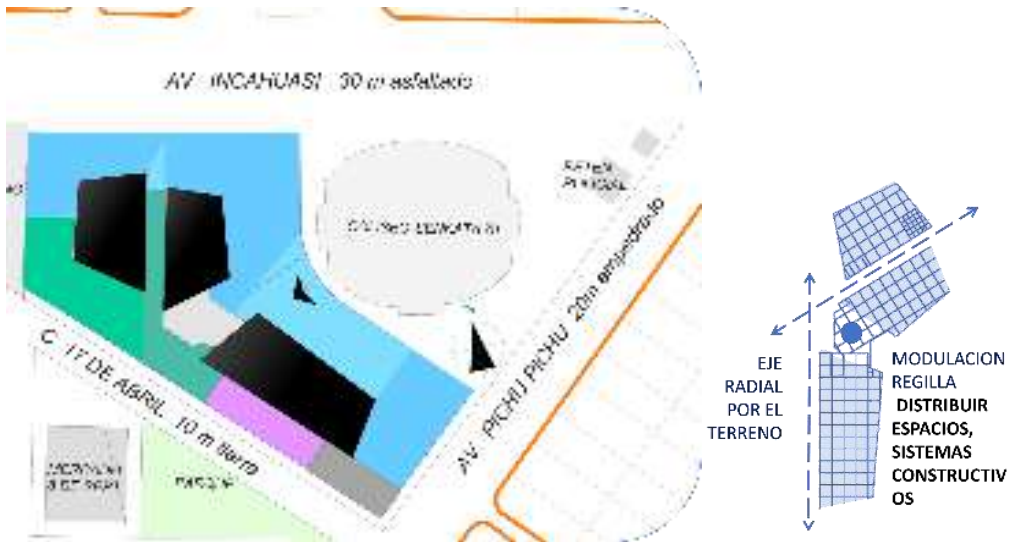 AV INCAHUASI 30 m asfaltado
C. 17 DE ABRIL 10 m tierra
AV PICHU PICHU 20m
PARQUE
EJE
RADIAL
POR EL
TERRENO
MODULACION
REGILLA
DISTRIBUIR
ESPACIOS,
SISTEMAS
CONSTRUCTIV
OS